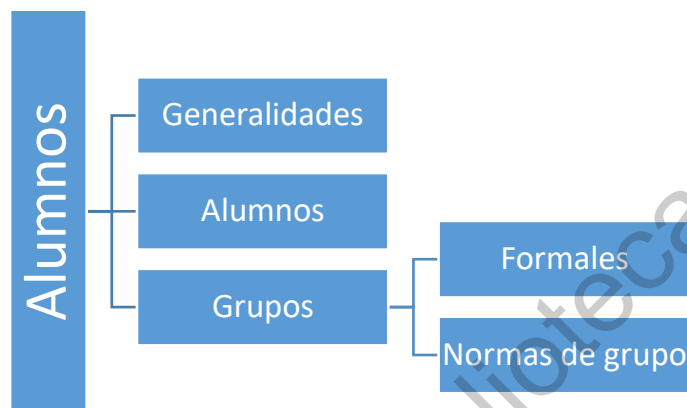 Alumnos
Generalidades
Alumnos
Grupos
Formales
Normas de grupo